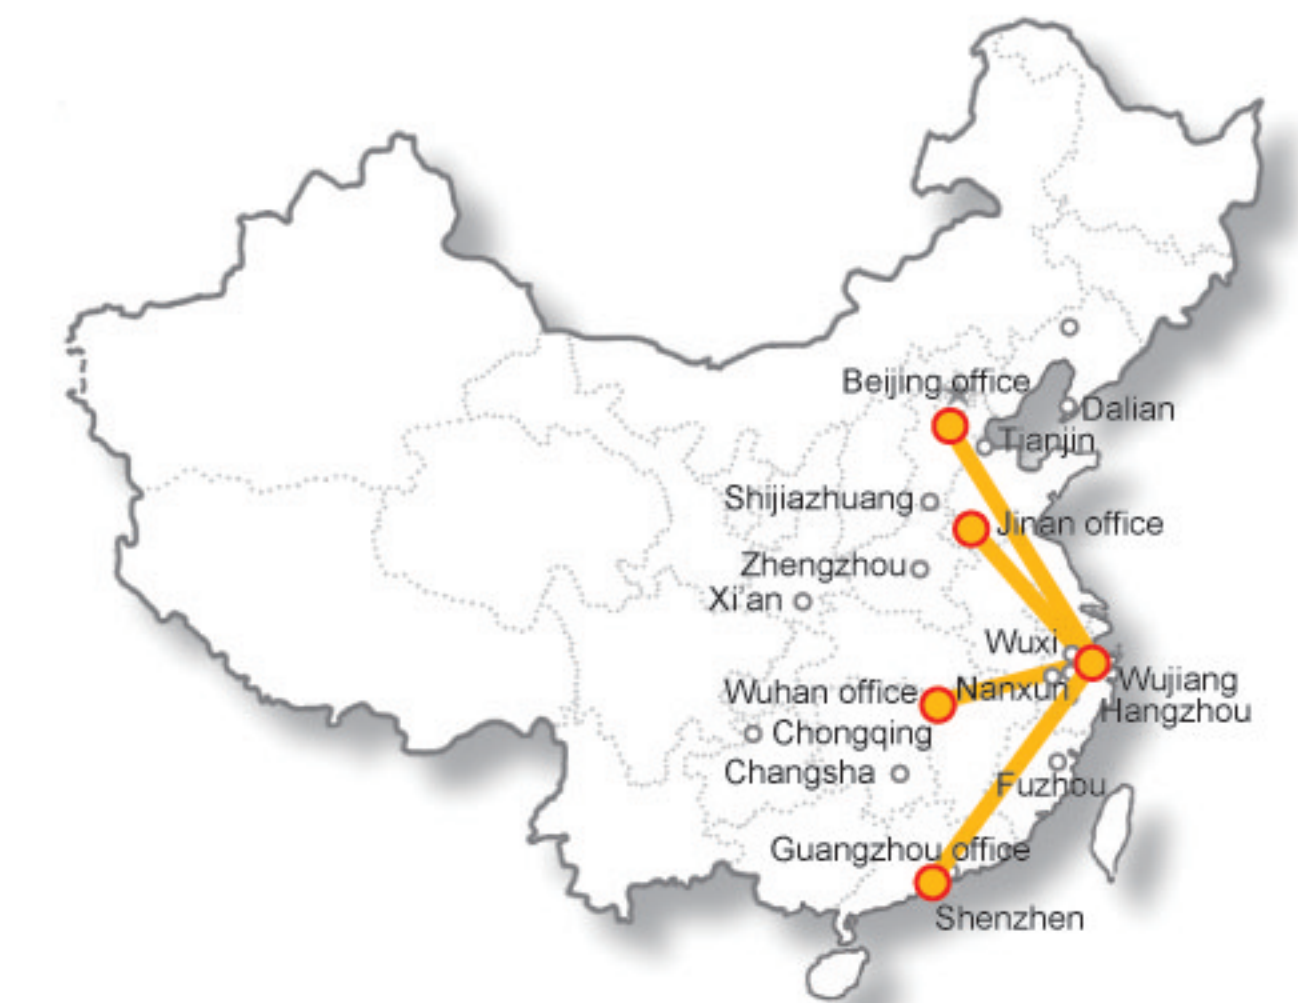 Beijing office
Dalian
Tianjin
Shijiazhuang
Jinan office
Zhengzhou
Xi'an
Wuxi
Wujiang
Wuhan office
Nanxun
Hangzhou
Chongqing
Changsha
Fuzhou
Guangzhou office
Shenzhen